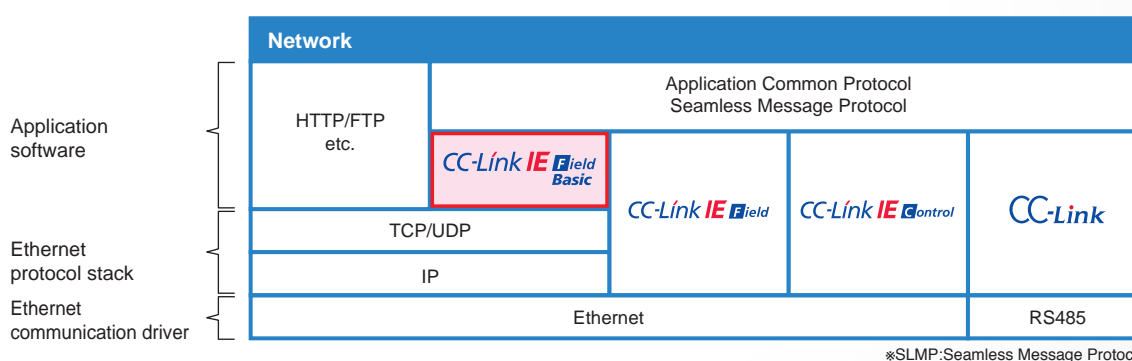 Network
Application
software
HTTP/FTP
etc.
Application Common Protocol
Seamless Message Protocol
CC-Link IE Field
Basic
CC-Link IE Field
CC-Link IE Control
CC-Link
Ethernet
protocol stack
TCP/UDP
IP
Ethernet
communication driver
Ethernet
RS485
※SLMP:Seamless Message Protoc